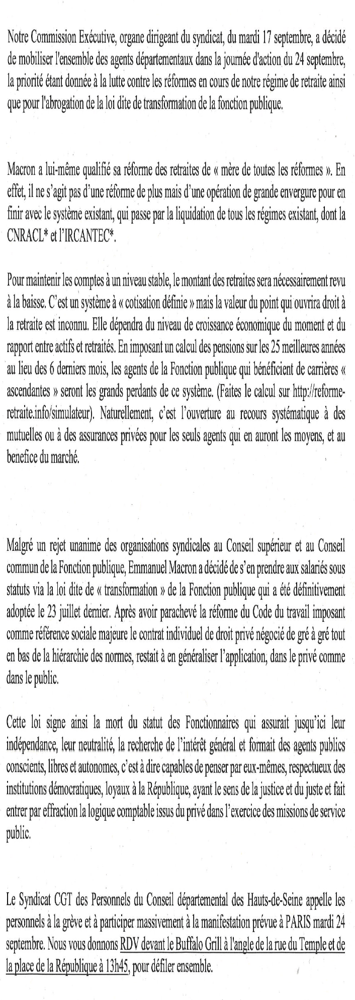 Notre Commission Exécutive, organe dirigeant du syndicat, du mardi 17 septembre, a décidé
de mobiliser l'ensemble des agents départementaux dans la journée d'action du 24 septembre,
la priorité étant donnée à la lutte contre les réformes en cours de notre régime de retraite ainsi
que pour l'abrogation de la loi dite de transformation de la fonction publique.
Macron a lui-même qualifié sa réforme des retraites de « mère de toutes les réformes ». En
effet, il ne s’agit pas d’une réforme de plus mais d’une opération de grande envergure pour en
finir avec le système existant, qui passe par la liquidation de tous les régimes existant, dont la
CNRACL* et l’IRCANTEC*.
Pour maintenir les comptes à un niveau stable, le montant des retraites sera nécessairement revu
à la baisse. C’est un système à « cotisation définie » mais la valeur du point qui ouvrira droit à
la retraite est inconnu. Elle dépendra du niveau de croissance économique du moment et du
rapport entre actifs et retraités. En imposant un calcul des pensions sur les 25 meilleures années
au lieu des 6 derniers mois, les agents de la Fonction publique qui bénéficient de carrières «
ascendantes » seront les grands perdants de ce système. (Faites le calcul sur http://reforme-
retraite.info/simulateur). Naturellement, c’est l’ouverture au recours systématique à des
mutuelles ou à des assurances privées pour les seuls agents qui en auront les moyens, et au
benefice du marché.
Malgré un rejet unanime des organisations syndicales au Conseil supérieur et au Conseil
commun de la Fonction publique, Emmanuel Macron a décidé de s’en prendre aux salariés sous
statuts via la loi dite de « transformation » de la Fonction publique qui a été définitivement
adoptée le 23 juillet dernier. Après avoir parachevé la réforme du Code du travail imposant
comme référence sociale majeure le contrat individuel de droit privé négocié de gré à gré tout
en bas de la hiérarchie des normes, restait à en généraliser l’application, dans le privé comme
dans le public.
Cette loi signe ainsi la mort du statut des Fonctionnaires qui assurait jusqu’ici leur
indépendance, leur neutralité, la recherche de l’intérêt général et formait des agents publics
conscients, libres et autonomes, c’est à dire capables de penser par eux-mêmes, respectueux des
institutions démocratiques, loyaux à la République, ayant le sens de la justice et du juste et fait
entrer par effraction la logique comptable issus du privé dans l’exercice des missions de service
public.
Le Syndicat CGT des Personnels du Conseil départemental des Hauts-de-Seine appelle les
personnels à la grève et à participer massivement à la manifestation prévue à PARIS mardi 24
septembre. Nous vous donnons RDV devant le Buffalo Grill à l'angle de la rue du Temple et de
la place de la République à 13h45, pour défiler ensemble.